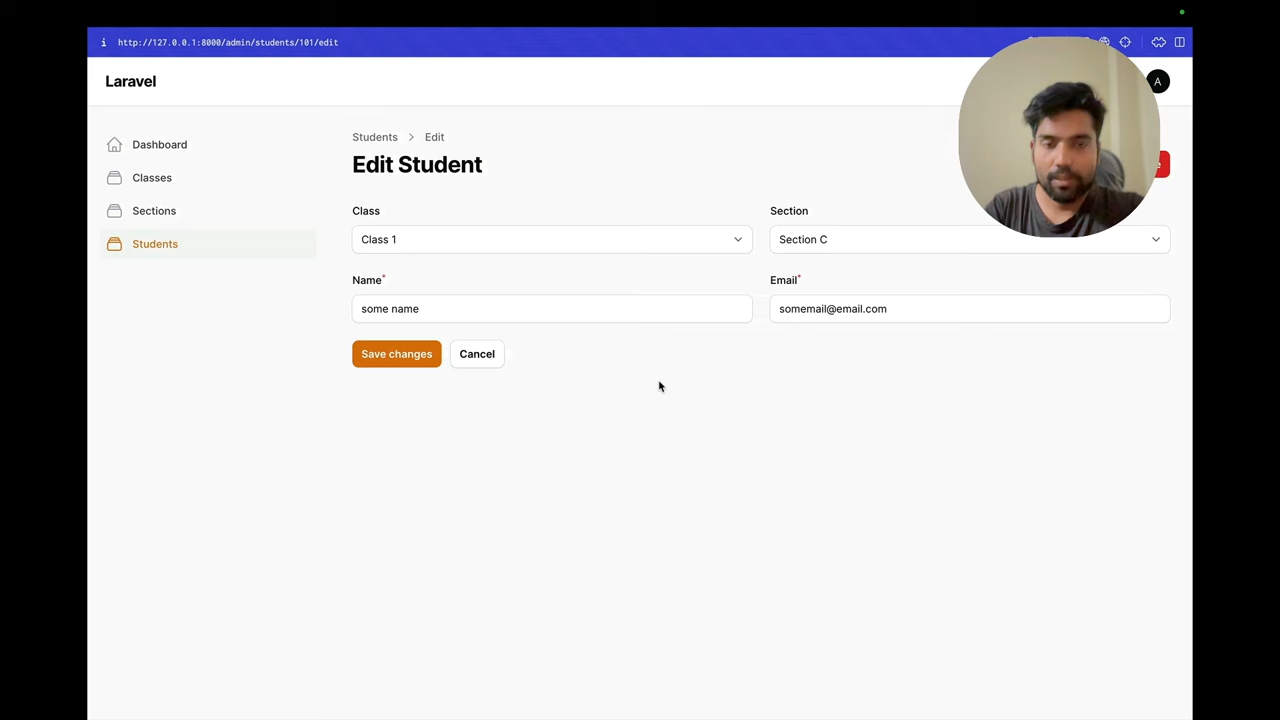 http://127.0.0.1:8000/admin/students/101/edit
Laravel
A
Dashboard
Classes
Sections
Students
Students > Edit
Edit Student
Class
Section
Class 1
Section C
Name*
Email*
some name
somemail@email.com
Save changes
Cancel